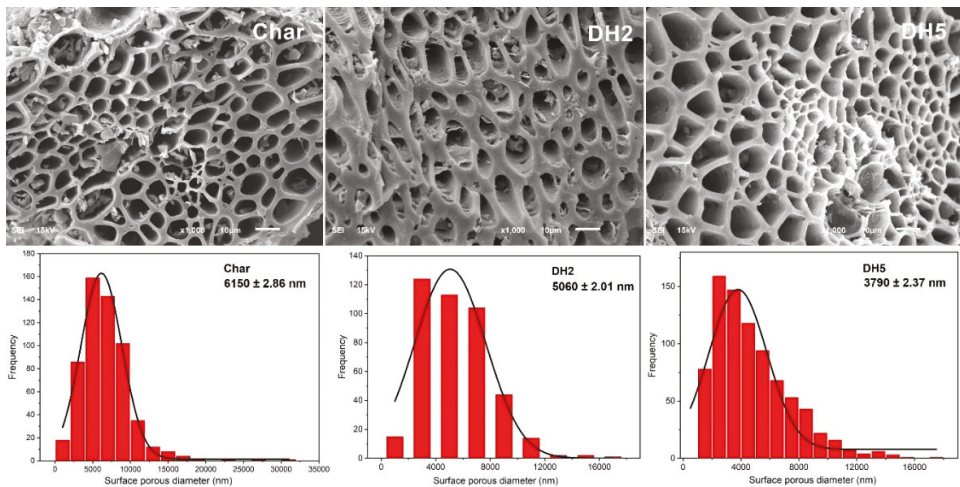 Char
DH2
DH5
SEI 15kV x1,000 10µm
SEI 15kV x1,000 10µm
SEI 15kV 10µm
Char
6150 ± 2.86 nm
Frequency
180
160
140
120
100
80
60
40
20
0
0 5000 10000 15000 20000 25000 30000 35000
Surface porous diameter (nm)
DH2
5060 ± 2.01 nm
Frequency
140
120
100
80
60
40
20
0
0 4000 8000 12000 16000
Surface porous diameter (nm)
DH5
3790 ± 2.37 nm
Frequency
150
100
50
0
0 4000 8000 12000 16000
Surface porous diameter (nm)